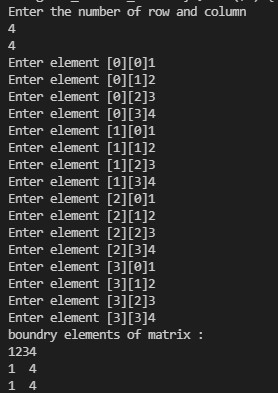 Enter the number of row and column
4
4
Enter element [0][0]1
Enter element [0][1]2
Enter element [0][2]3
Enter element [0][3]4
Enter element [1][0]1
Enter element [1][1]2
Enter element [1][2]3
Enter element [1][3]4
Enter element [2][0]1
Enter element [2][1]2
Enter element [2][2]3
Enter element [2][3]4
Enter element [3][0]1
Enter element [3][1]2
Enter element [3][2]3
Enter element [3][3]4
boundry elements of matrix :
1234
1  4
1  4